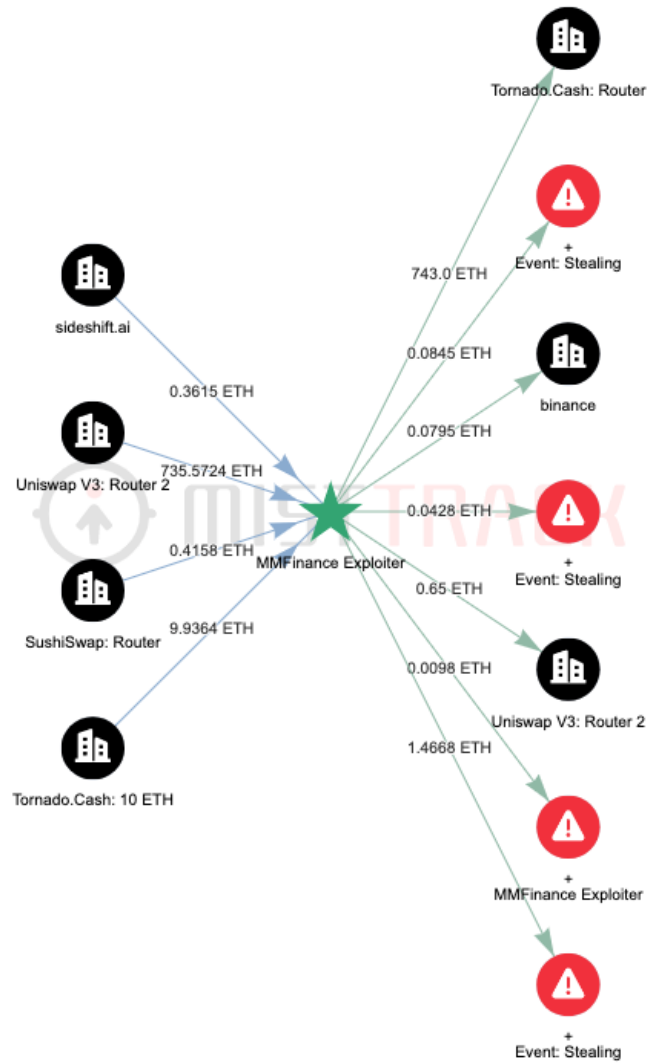 Tornado.Cash: Router
+
Event: Stealing
743.0 ETH
sideshift.ai
0.0845 ETH
0.3615 ETH
binance
0.0795 ETH
Uniswap V3: Router 2
735.5724 ETH
MISTTRACK
0.0428 ETH
MMFinance Exploiter
+
Event: Stealing
0.4158 ETH
0.65 ETH
SushiSwap: Router
9.9364 ETH
0.0098 ETH
Uniswap V3: Router 2
1.4668 ETH
Tornado.Cash: 10 ETH
+
MMFinance Exploiter
+
Event: Stealing